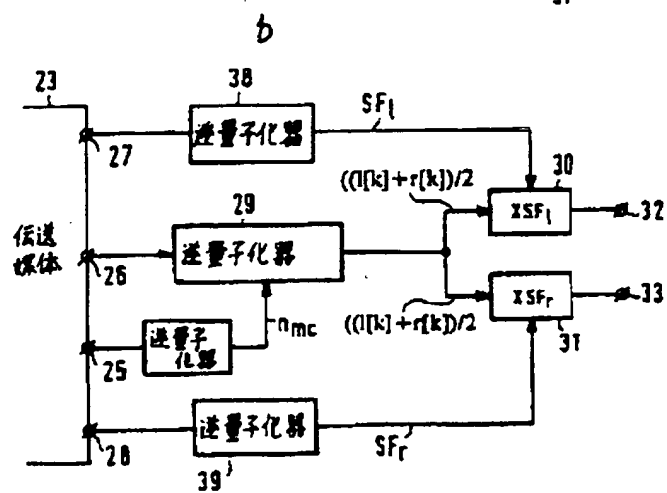 b
23
38
逆量子化器
SFl
27
((l[k]+r[k])/2
30
XSFl
32
29
逆量子化器
伝送
媒体
26
33
XSFr
((l[k]+r[k])/2
31
逆量子
化器
nmc
25
逆量子化器
SFr
28
39